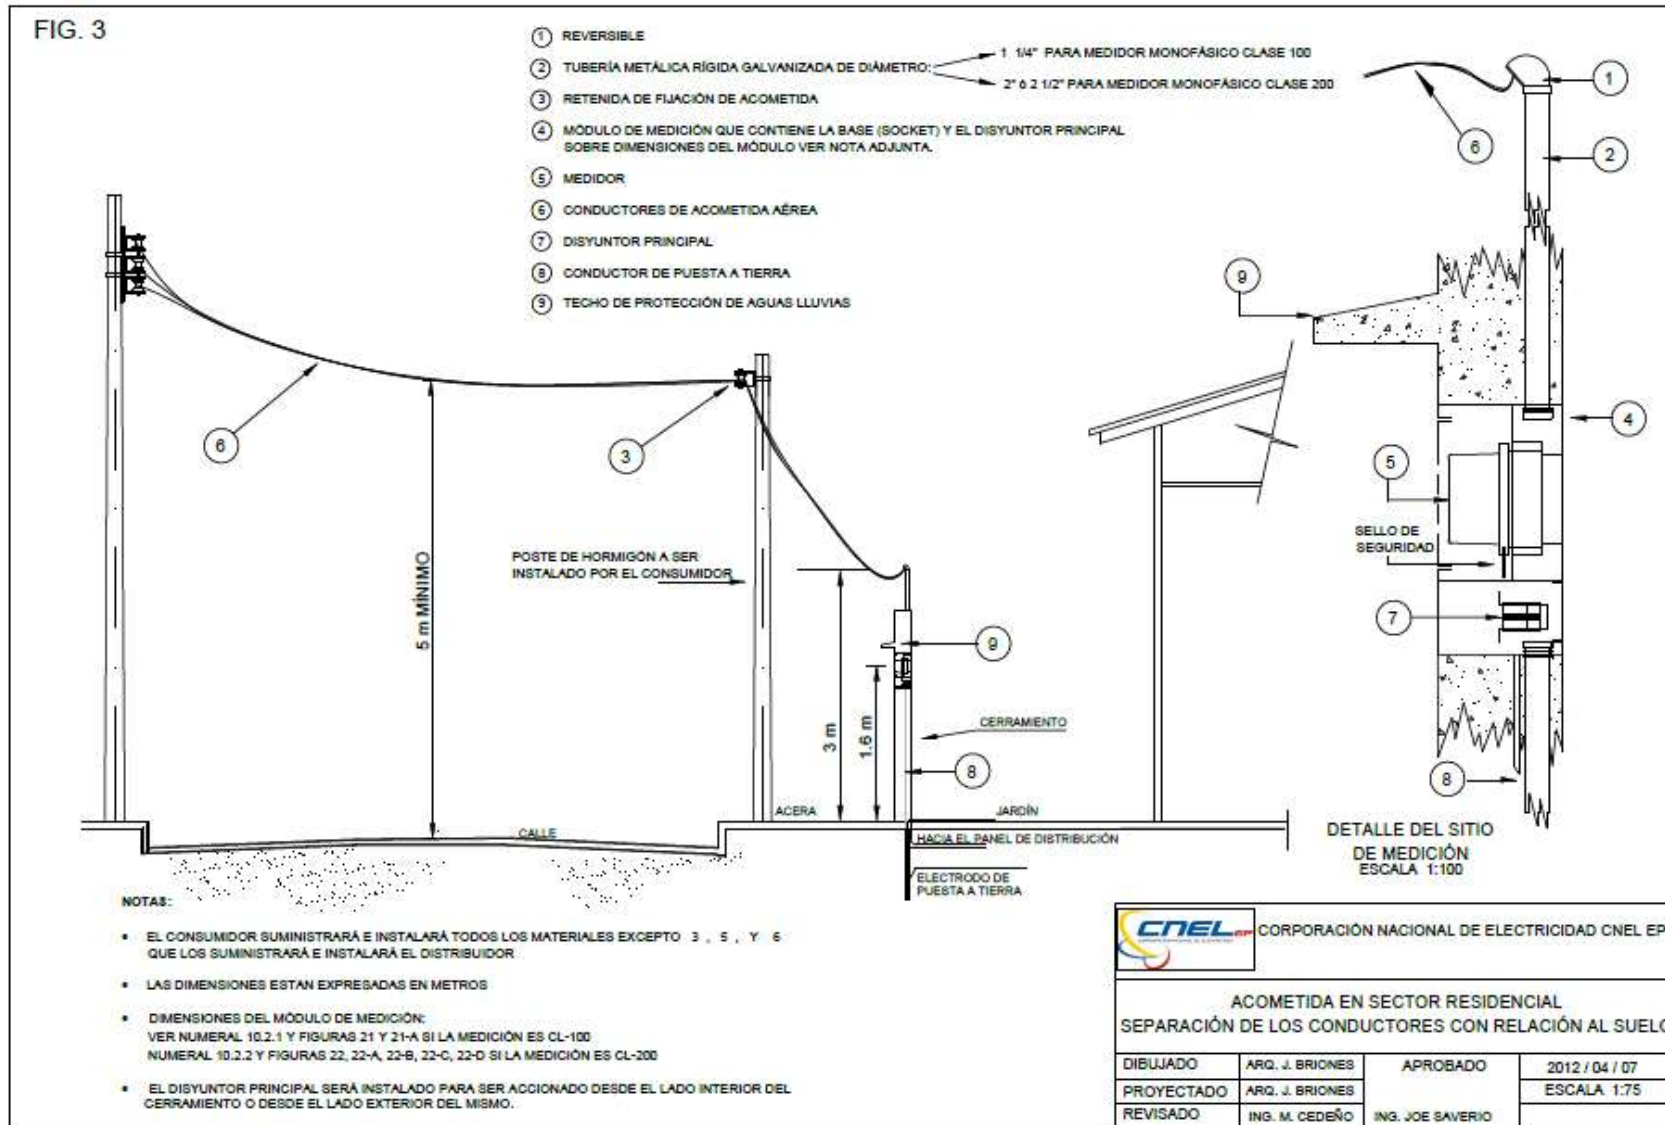 FIG. 3
1 REVERSIBLE
2 TUBERÍA METÁLICA RÍGIDA GALVANIZADA DE DIÁMETRO:
1 1/4" PARA MEDIDOR MONOFÁSICO CLASE 100
2" ó 2 1/2" PARA MEDIDOR MONOFÁSICO CLASE 200
3 RETENIDA DE FIJACIÓN DE ACOMETIDA
4 MÓDULO DE MEDICIÓN QUE CONTIENE LA BASE (SOCKET) Y EL DISYUNTOR PRINCIPAL
SOBRE DIMENSIONES DEL MÓDULO VER NOTA ADJUNTA.
5 MEDIDOR
6 CONDUCTORES DE ACOMETIDA AÉREA
7 DISYUNTOR PRINCIPAL
8 CONDUCTOR DE PUESTA A TIERRA
9 TECHO DE PROTECCIÓN DE AGUAS LLUVIAS
6
3
5 m MÍNIMO
POSTE DE HORMIGÓN A SER
INSTALADO POR EL CONSUMIDOR
9
3 m
1.6 m
CERRAMIENTO
8
ACERA
JARDÍN
CALLE
HACIA EL PANEL DE DISTRIBUCIÓN
ELECTRODO DE
PUESTA A TIERRA
1
6
2
9
4
5
SELLO DE
SEGURIDAD
7
8
DETALLE DEL SITIO
DE MEDICIÓN
ESCALA 1:100
NOTAS:
• EL CONSUMIDOR SUMINISTRARÁ E INSTALARÁ TODOS LOS MATERIALES EXCEPTO 3 , 5 , Y 6
QUE LOS SUMINISTRARÁ E INSTALARÁ EL DISTRIBUIDOR
• LAS DIMENSIONES ESTAN EXPRESADAS EN METROS
• DIMENSIONES DEL MÓDULO DE MEDICIÓN:
VER NUMERAL 10.2.1 Y FIGURAS 21 Y 21-A SI LA MEDICIÓN ES CL-100
NUMERAL 10.2.2 Y FIGURAS 22, 22-A, 22-B, 22-C, 22-D SI LA MEDICIÓN ES CL-200
• EL DISYUNTOR PRINCIPAL SERÁ INSTALADO PARA SER ACCIONADO DESDE EL LADO INTERIOR DEL
CERRAMIENTO O DESDE EL LADO EXTERIOR DEL MISMO.
CNEL EP
CORPORACIÓN NACIONAL DE ELECTRICIDAD CNEL EP
ACOMETIDA EN SECTOR RESIDENCIAL
SEPARACIÓN DE LOS CONDUCTORES CON RELACIÓN AL SUELO
DIBUJADO ARQ. J. BRIONES APROBADO 2012 / 04 / 07
PROYECTADO ARQ. J. BRIONES ESCALA 1:75
REVISADO ING. M. CEDEÑO ING. JOE SAVERIO